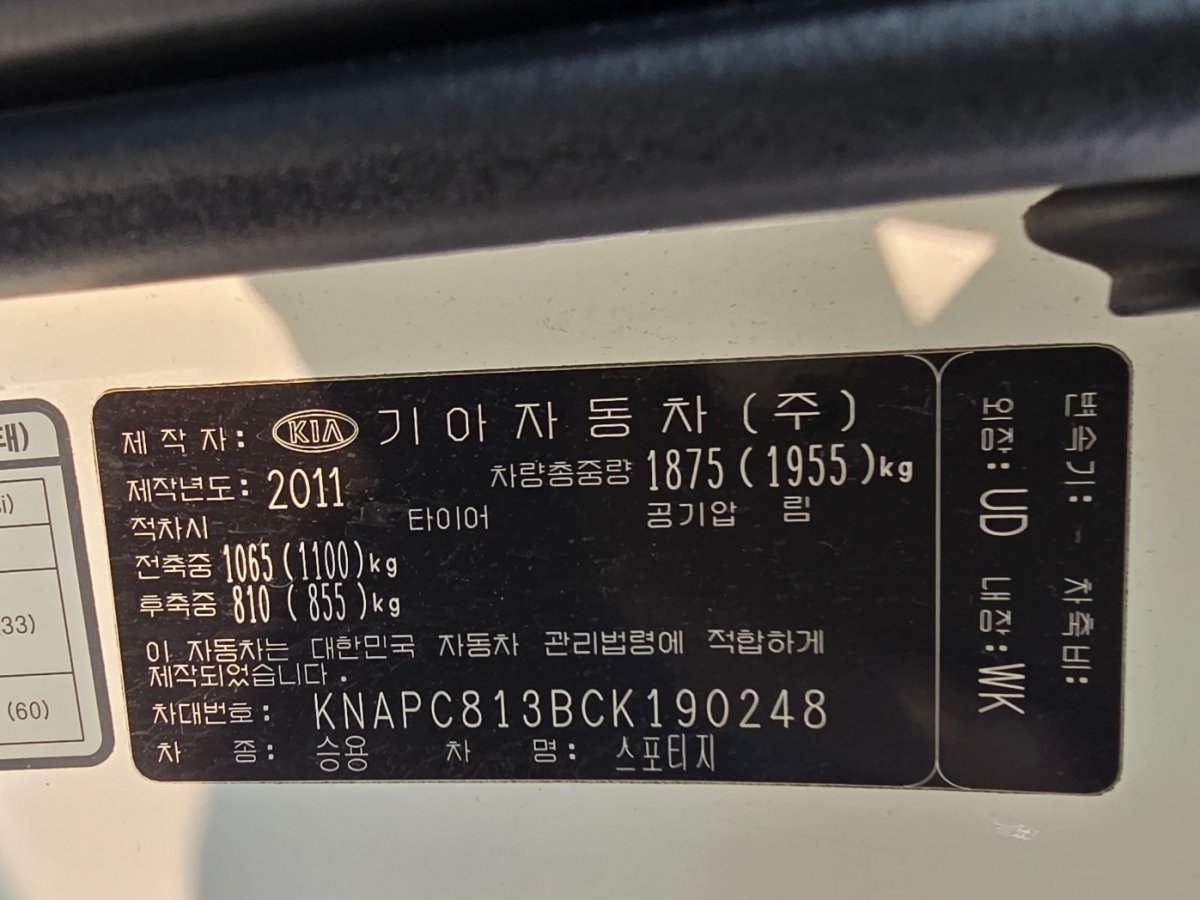 태)
si)
33)
(60)
제 작 자: KIA 기아자동차(주)
제작년도: 2011 차량총중량 1875(1955)kg
적차시 타이어 공기압 림
전축중 1065(1100)kg
후축중 810 (855)kg
이 자동차는 대한민국 자동차 관리법령에 적합하게
제작되었습니다.
차대번호: KNAPC813BCK190248
차 종: 승용 차 명: 스포티지
변속기: - 차축비:
외장: UD 내장: WK